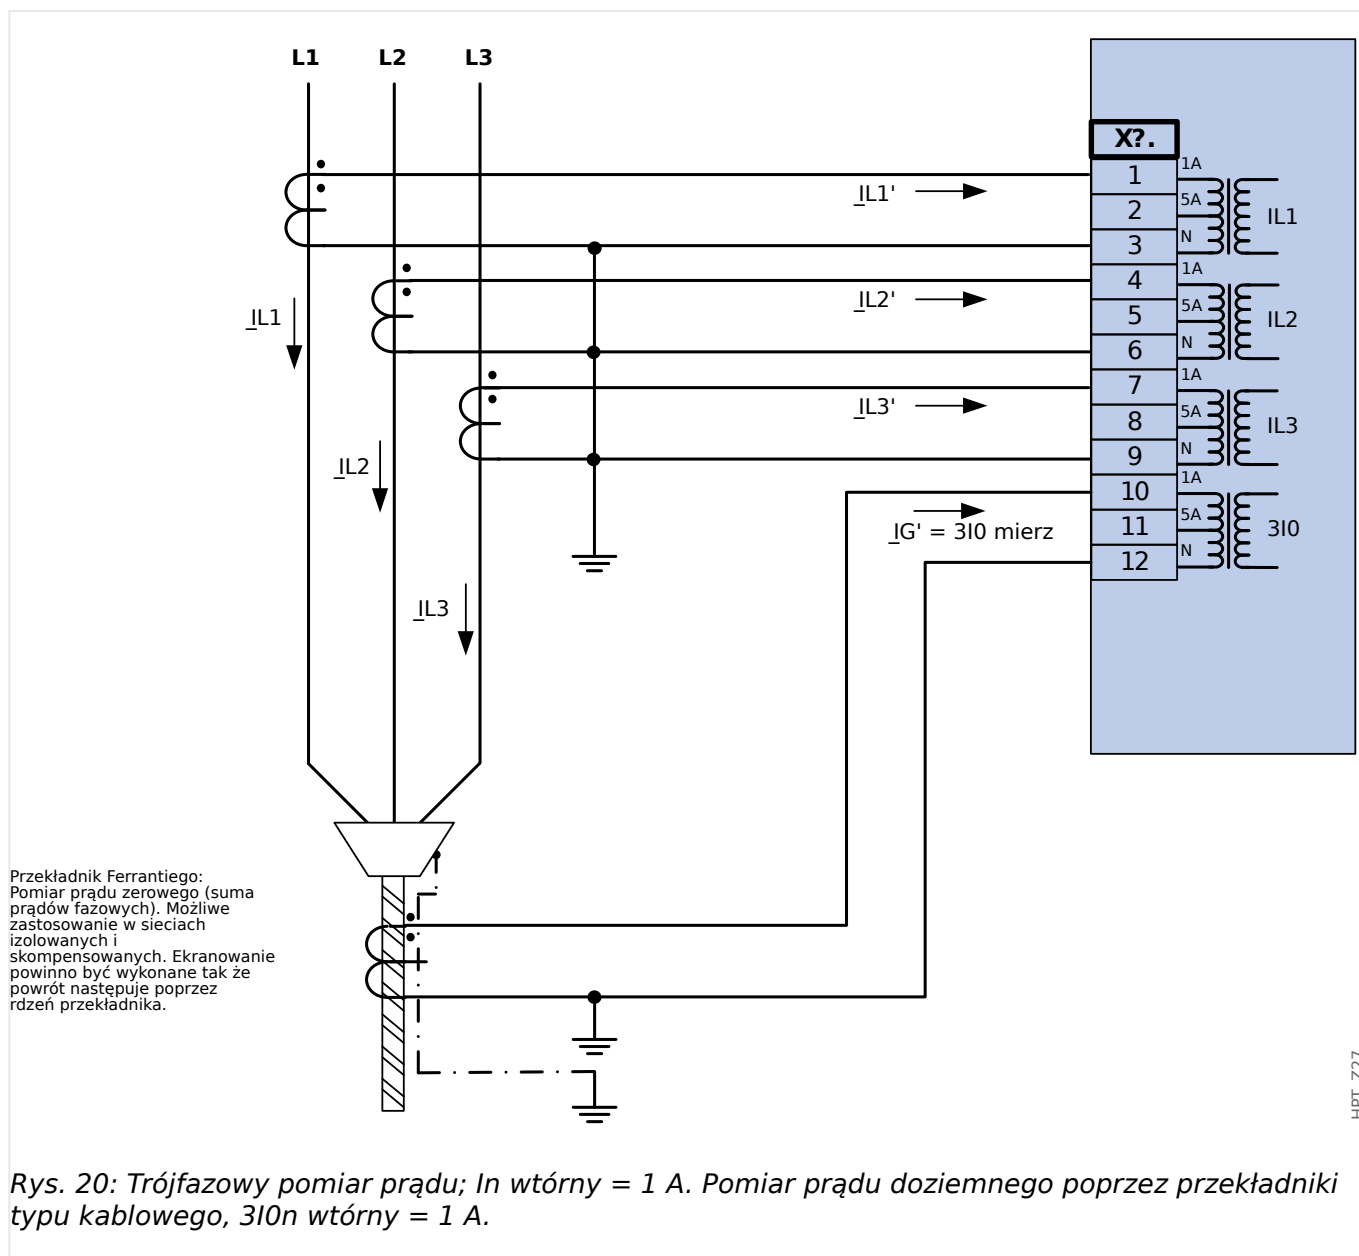 L1 L2 L3
X?.
1 1A
2 5A
3 N
IL1
_IL1'
4 1A
5 5A
6 N
IL2
_IL2'
_IL1
7 1A
8 5A
9 N
IL3
_IL3'
_IL2
10 1A
11 5A
12 N
3I0
_IG' = 3I0 mierz
_IL3
Przekładnik Ferrantiego:
Pomiar prądu zerowego (suma
prądów fazowych). Możliwe
zastosowanie w sieciach
izolowanych i
skompensowanych. Ekranowanie
powinno być wykonane tak że
powrót następuje poprzez
rdzeń przekładnika.
HPT_Z27
Rys. 20: Trójfazowy pomiar prądu; In wtórny = 1 A. Pomiar prądu doziemnego poprzez przekładniki
typu kablowego, 3I0n wtórny = 1 A.